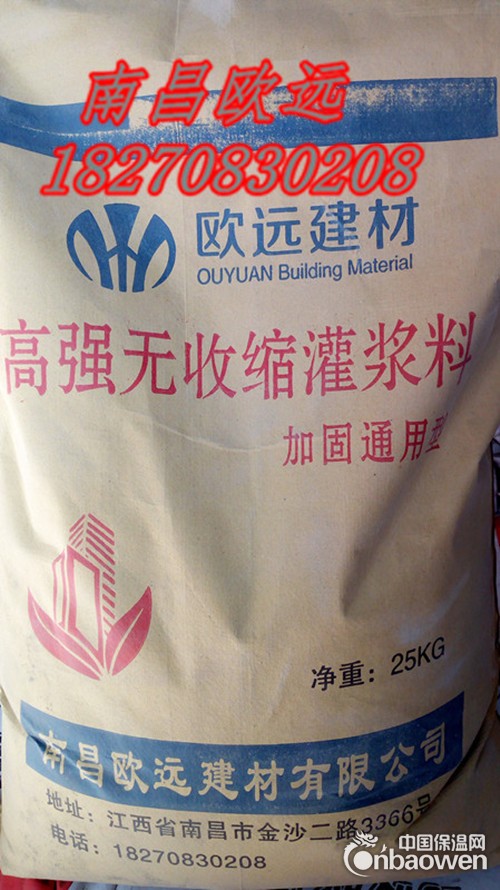 南昌欧远
18270830208
欧远建材
OUYUAN Building Material
高强无收缩灌浆料
加固通用型
净重：25KG
南昌欧远建材有限公司
地址：江西省南昌市金沙二路3366号
电话：18270830208
中国保温网
cnbaowen